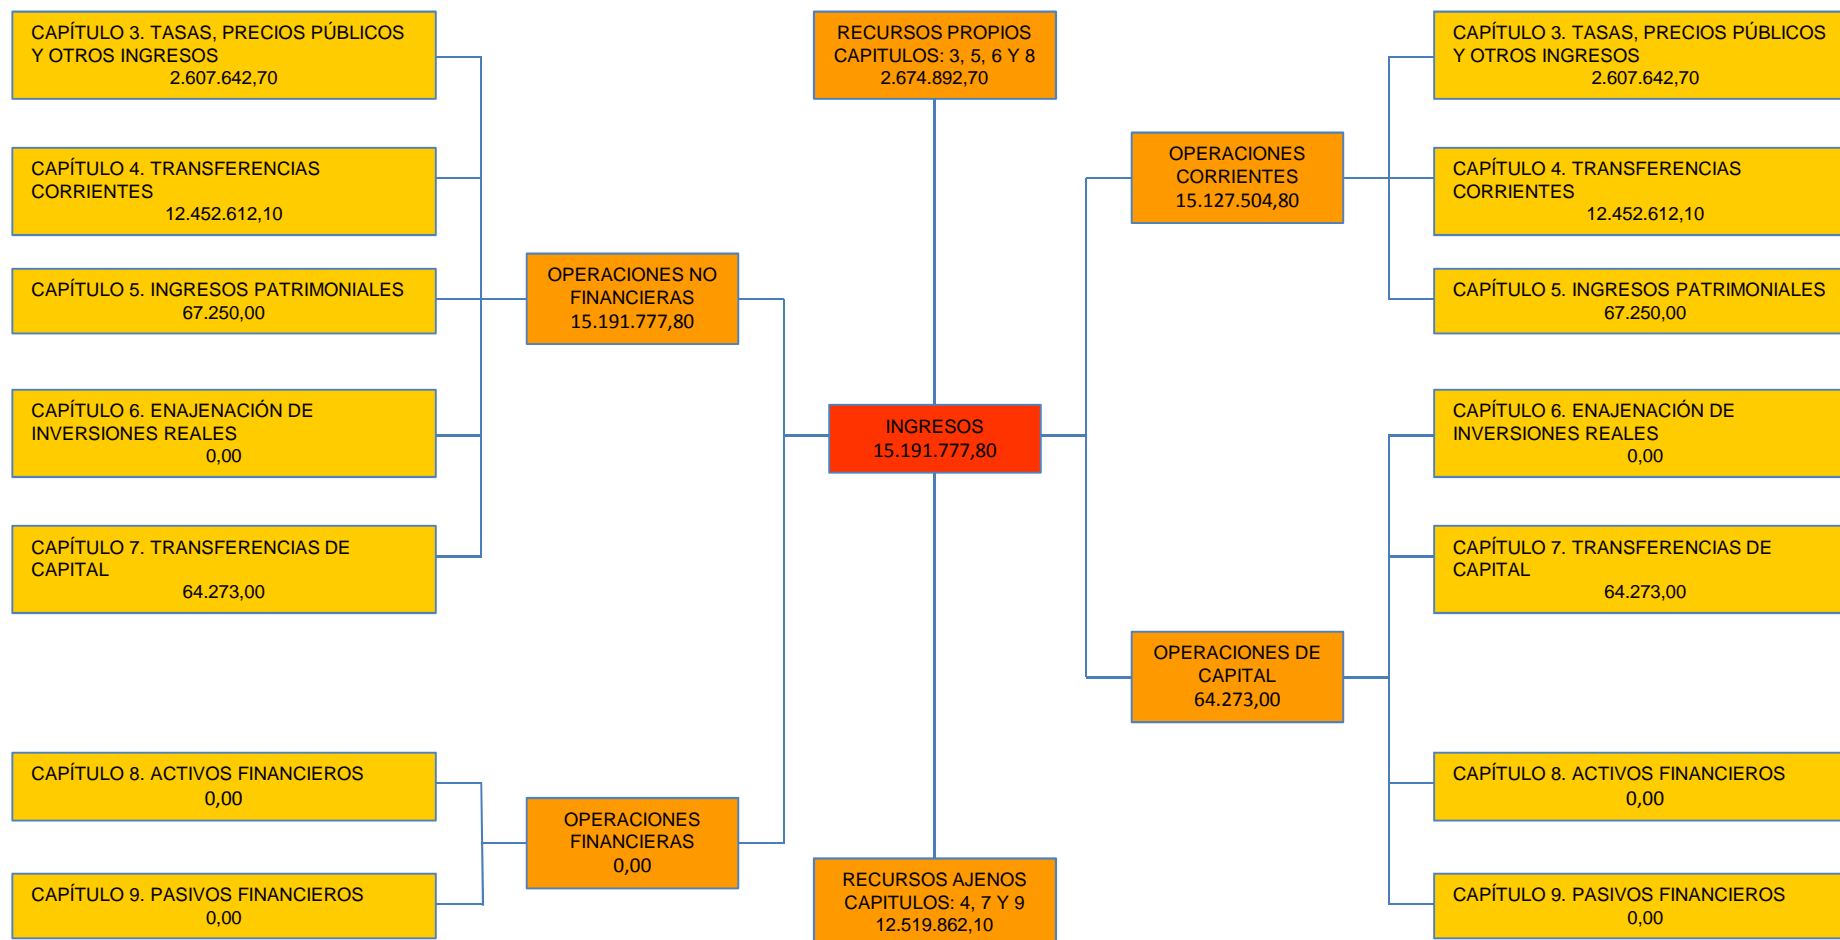 CAPÍTULO 3. TASAS, PRECIOS PÚBLICOS
Y OTROS INGRESOS
2.607.642,70
CAPÍTULO 4. TRANSFERENCIAS
CORRIENTES
12.452.612,10
CAPÍTULO 5. INGRESOS PATRIMONIALES
67.250,00
CAPÍTULO 6. ENAJENACIÓN DE
INVERSIONES REALES
0,00
CAPÍTULO 7. TRANSFERENCIAS DE
CAPITAL
64.273,00
CAPÍTULO 8. ACTIVOS FINANCIEROS
0,00
CAPÍTULO 9. PASIVOS FINANCIEROS
0,00
OPERACIONES NO
FINANCIERAS
15.191.777,80
OPERACIONES
FINANCIERAS
0,00
RECURSOS PROPIOS
CAPITULOS: 3, 5, 6 Y 8
2.674.892,70
INGRESOS
15.191.777,80
RECURSOS AJENOS
CAPITULOS: 4, 7 Y 9
12.519.862,10
OPERACIONES
CORRIENTES
15.127.504,80
OPERACIONES DE
CAPITAL
64.273,00
CAPÍTULO 3. TASAS, PRECIOS PÚBLICOS
Y OTROS INGRESOS
2.607.642,70
CAPÍTULO 4. TRANSFERENCIAS
CORRIENTES
12.452.612,10
CAPÍTULO 5. INGRESOS PATRIMONIALES
67.250,00
CAPÍTULO 6. ENAJENACIÓN DE
INVERSIONES REALES
0,00
CAPÍTULO 7. TRANSFERENCIAS DE
CAPITAL
64.273,00
CAPÍTULO 8. ACTIVOS FINANCIEROS
0,00
CAPÍTULO 9. PASIVOS FINANCIEROS
0,00